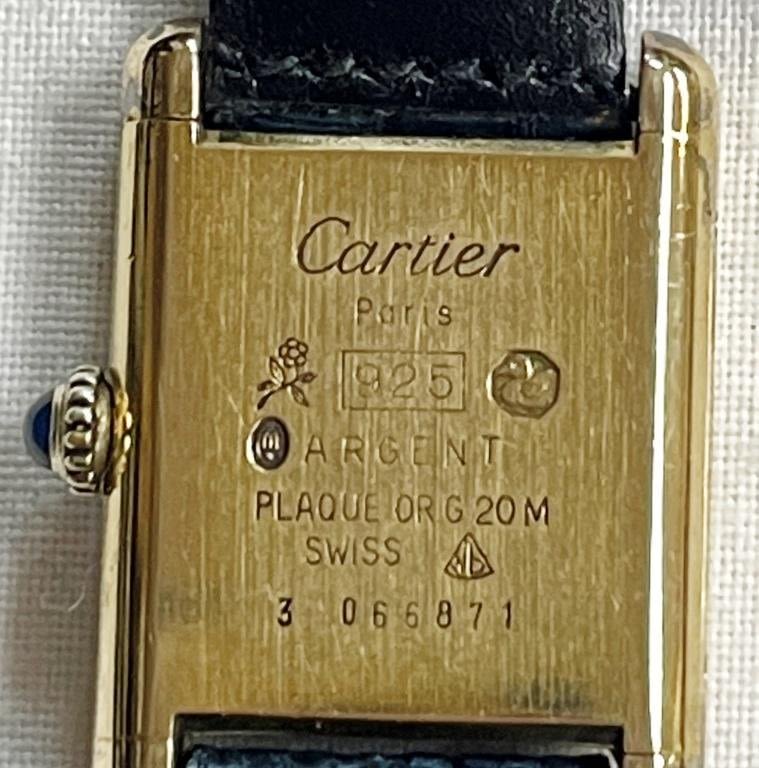 Cartier
Paris
925
ARGENT
PLAQUE OR G 20 M
SWISS
3 066871